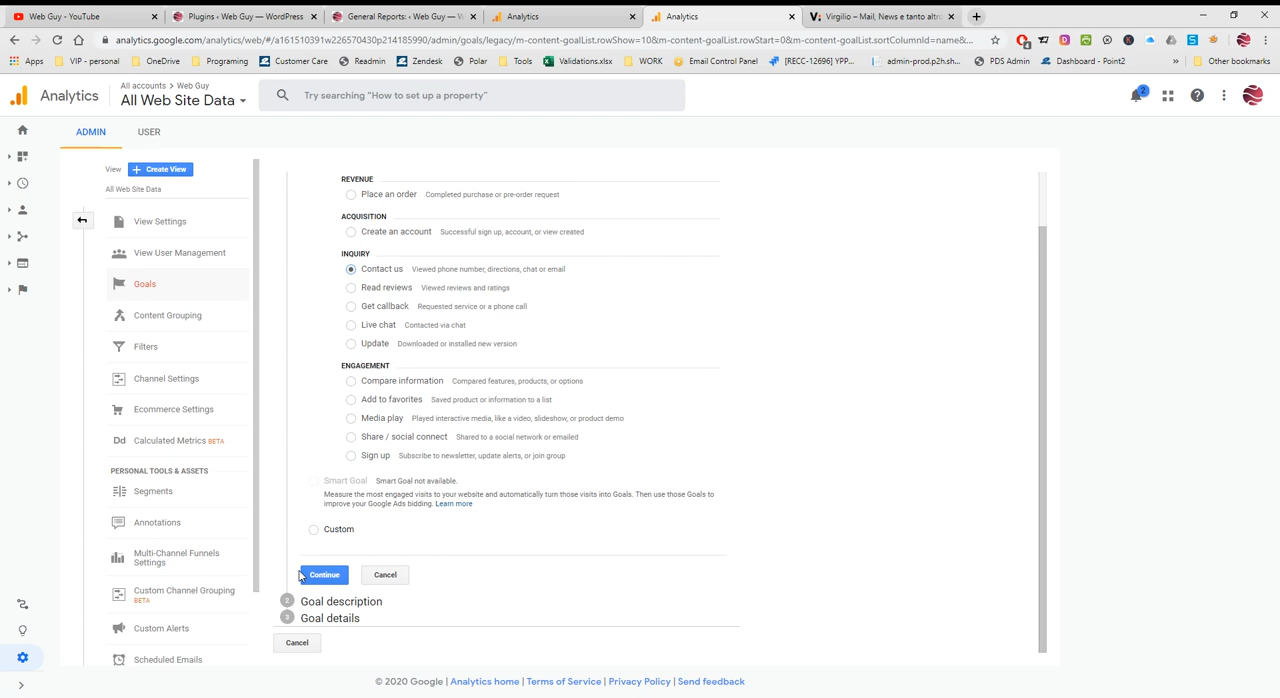 Web Guy - YouTube
Plugins ‹ Web Guy — WordPress
General Reports: ‹ Web Guy — W
Analytics
Analytics
Virgilio – Mail, News e tanto altro
analytics.google.com/analytics/web/#/a161510391w226570430p214185990/admin/goals/legacy/m-content-goalList.rowShow=10&m-content-goalList.rowStart=0&m-content-goalList.sortColumnId=name&...
Apps
VIP - personal
OneDrive
Programing
Customer Care
Readmin
Zendesk
Polar
Tools
Validations.xlsx
WORK
Email Control Panel
[RECC-12696] YPP...
admin-prod.p2h.sh...
PDS Admin
Dashboard - Point2
»
Other bookmarks
Analytics
All accounts > Web Guy
All Web Site Data
Try searching "How to set up a property"
2
ADMIN
USER
View
+ Create View
All Web Site Data
View Settings
View User Management
Goals
Content Grouping
Filters
Channel Settings
Ecommerce Settings
Dd Calculated Metrics BETA
PERSONAL TOOLS & ASSETS
Segments
Annotations
Multi-Channel Funnels
Settings
Custom Channel Grouping
BETA
Custom Alerts
Scheduled Emails
REVENUE
Place an order Completed purchase or pre-order request
ACQUISITION
Create an account Successful sign up, account, or view created
INQUIRY
Contact us Viewed phone number, directions, chat or email
Read reviews Viewed reviews and ratings
Get callback Requested service or a phone call
Live chat Contacted via chat
Update Downloaded or installed new version
ENGAGEMENT
Compare information Compared features, products, or options
Add to favorites Saved product or information to a list
Media play Played interactive media, like a video, slideshow, or product demo
Share / social connect Shared to a social network or emailed
Sign up Subscribe to newsletter, update alerts, or join group
Smart Goal Smart Goal not available.
Measure the most engaged visits to your website and automatically turn those visits into Goals. Then use those Goals to
improve your Google Ads bidding. Learn more
Custom
Continue
Cancel
2 Goal description
3 Goal details
Cancel
© 2020 Google | Analytics home | Terms of Service | Privacy Policy | Send feedback